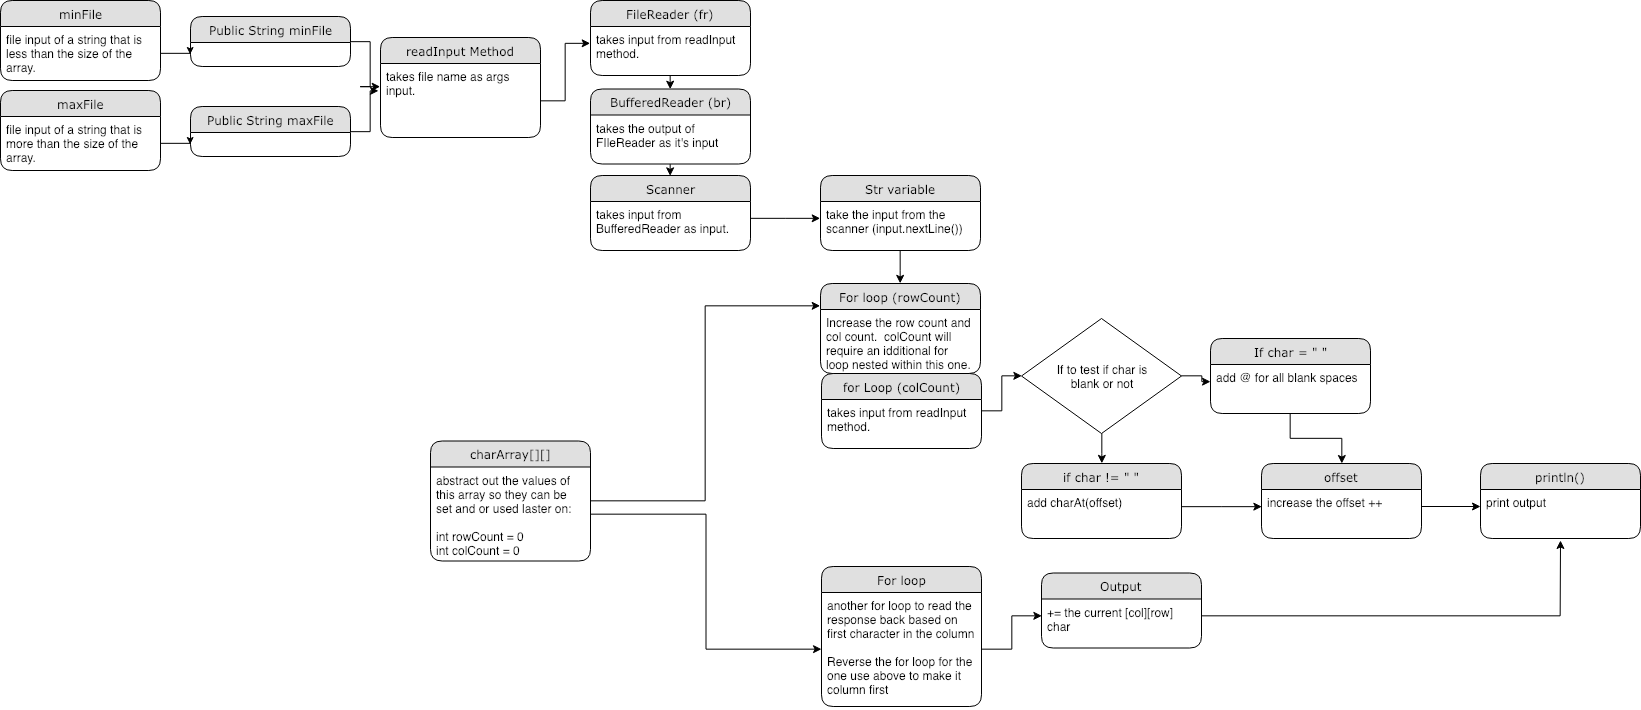 minFile
file input of a string that is
less than the size of the
array.
Public String minFile
maxFile
file input of a string that is
more than the size of the
array.
Public String maxFile
readInput Method
takes file name as args
input.
FileReader (fr)
takes input from readInput
method.
BufferedReader (br)
takes the output of
FIleReader as it's input
Scanner
takes input from
BufferedReader as input.
Str variable
take the input from the
scanner (input.nextLine())
For loop (rowCount)
Increase the row count and
col count.  colCount will
require an idditional for
loop nested within this one.
for Loop (colCount)
takes input from readInput
method.
If to test if char is
blank or not
If char = " "
add @ for all blank spaces
charArray[][]
abstract out the values of
this array so they can be
set and or used laster on:
int rowCount = 0
int colCount = 0
if char != " "
add charAt(offset)
offset
increase the offset ++
println()
print output
For loop
another for loop to read the
response back based on
first character in the column
Reverse the for loop for the
one use above to make it
column first
Output
+= the current [col][row]
char